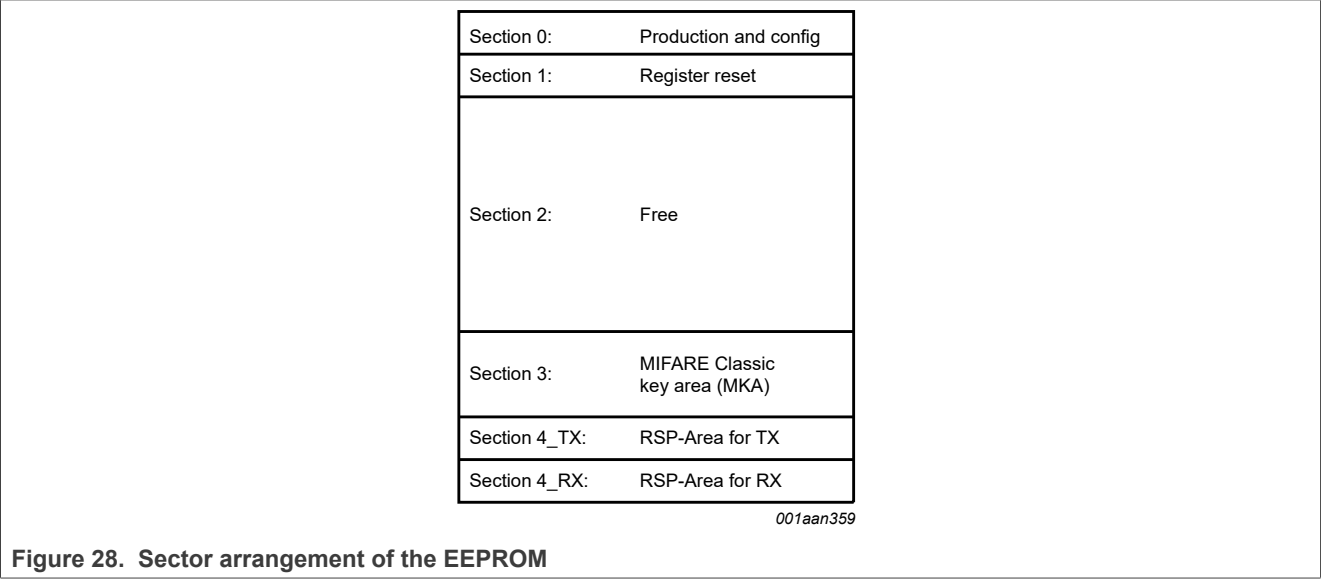 Section 0: Production and config
Section 1: Register reset
Section 2: Free
Section 3: MIFARE Classic
key area (MKA)
Section 4_TX: RSP-Area for TX
Section 4_RX: RSP-Area for RX
001aan359
Figure 28. Sector arrangement of the EEPROM